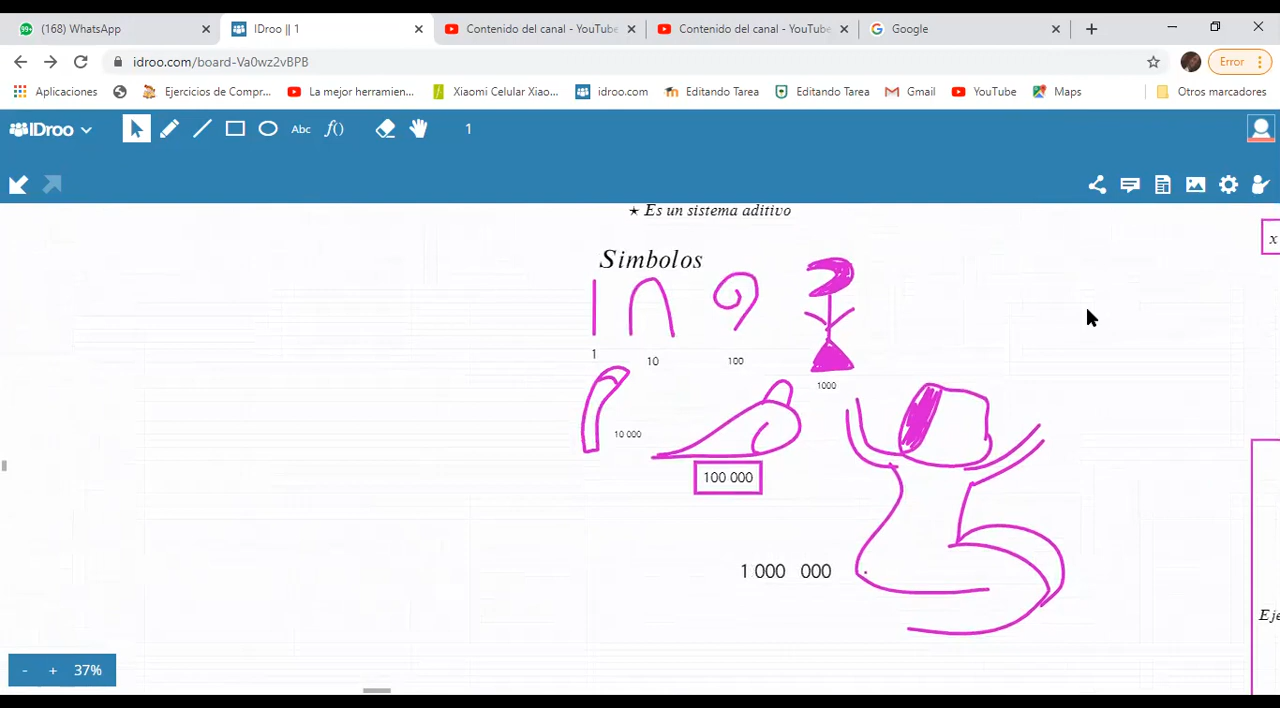 99+ (168) WhatsApp
IDroo || 1
Contenido del canal - YouTube
Contenido del canal - YouTube
Google
idroo.com/board-Va0wz2vBPB
Error
Aplicaciones
Ejercicios de Compr...
La mejor herramien...
Xiaomi Celular Xiao...
idroo.com
Editando Tarea
Editando Tarea
Gmail
YouTube
Maps
Otros marcadores
IDroo
Abc
f()
1
★ Es un sistema aditivo
x
Simbolos
1
10
100
1000
10 000
100 000
1 000 000
Eje
- + 37%